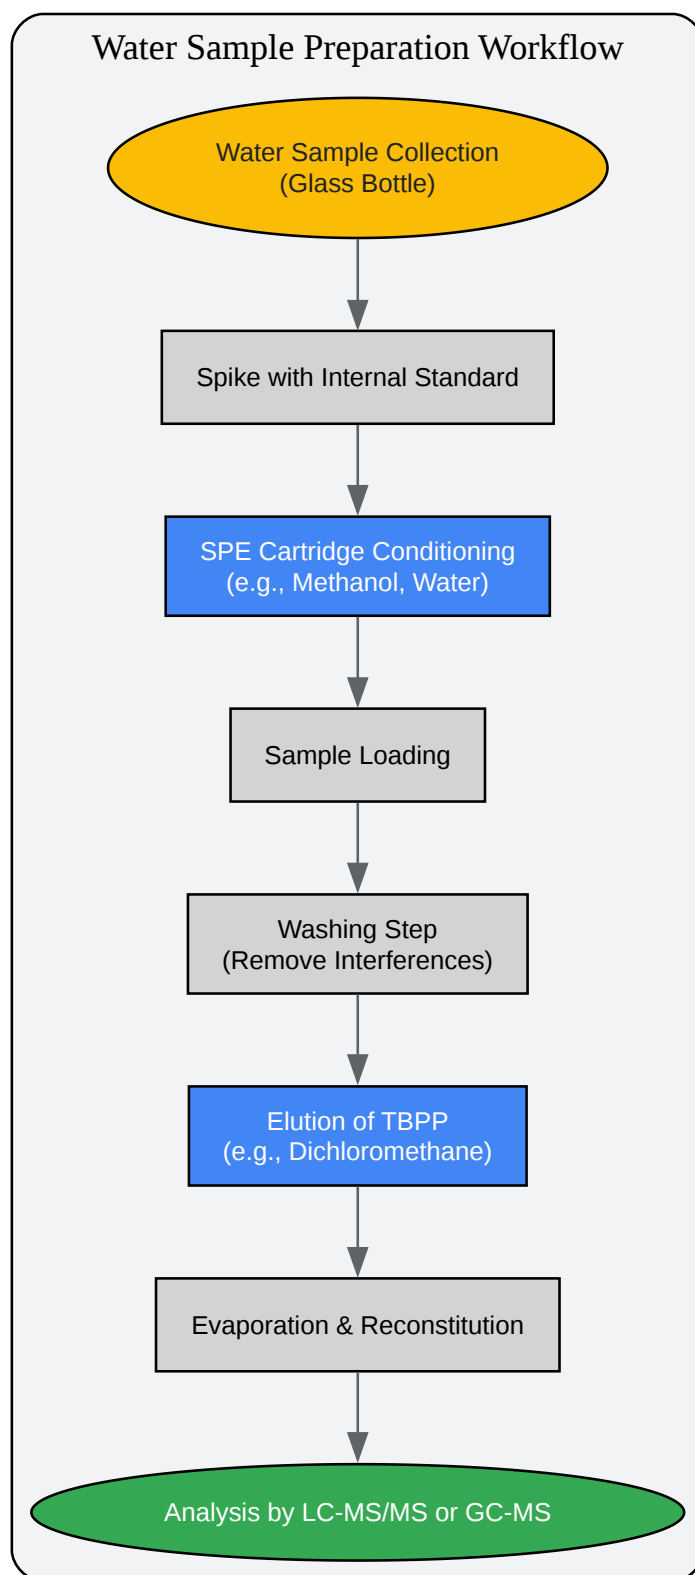 Water Sample Preparation Workflow
Water Sample Collection
(Glass Bottle)
Spike with Internal Standard
SPE Cartridge Conditioning
(e.g., Methanol, Water)
Sample Loading
Washing Step
(Remove Interferences)
Elution of TBPP
(e.g., Dichloromethane)
Evaporation & Reconstitution
Analysis by LC-MS/MS or GC-MS